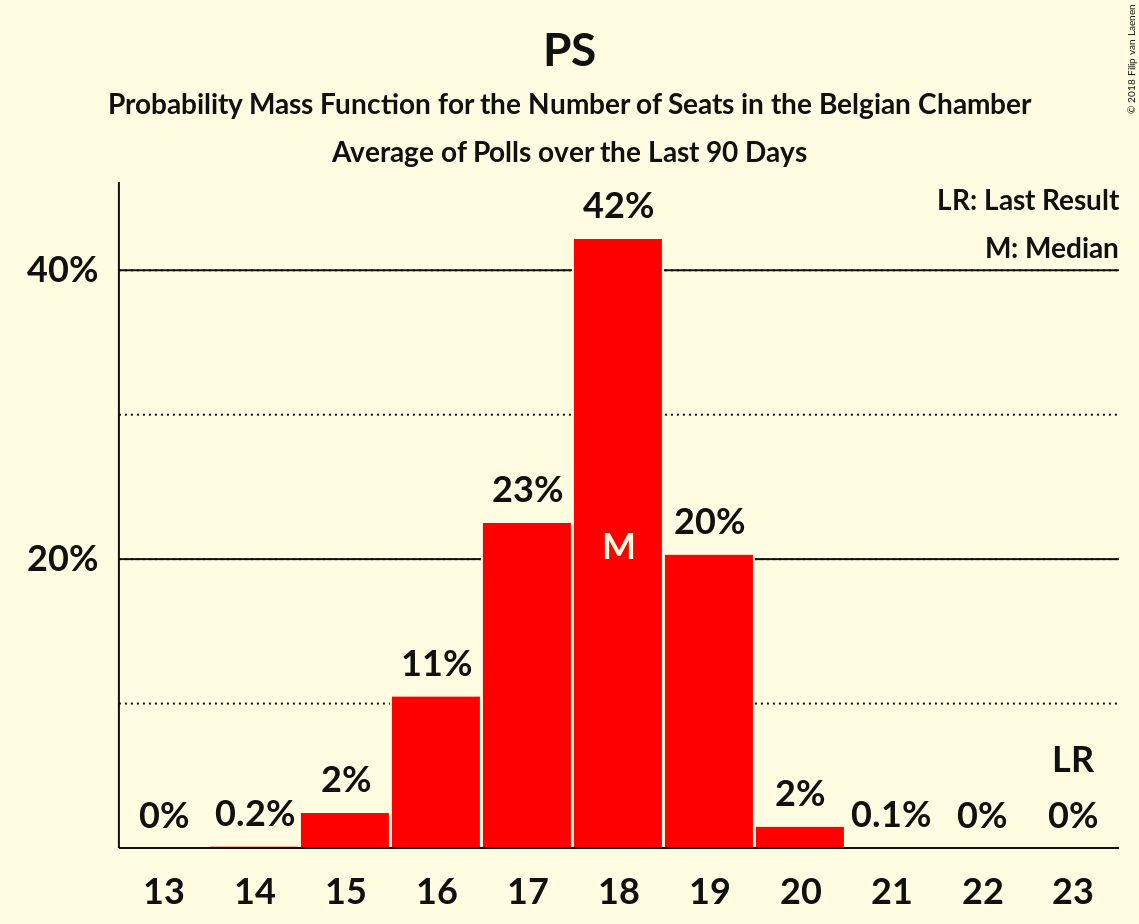 PS
Probability Mass Function for the Number of Seats in the Belgian Chamber
Average of Polls over the Last 90 Days
© 2018 Filip van Laenen
LR: Last Result
M: Median
42%
40%
23%
20%
M
20%
11%
LR
2%
2%
0%
0.2%
0.1%
0%
0%
13 14 15 16 17 18 19 20 21 22 23